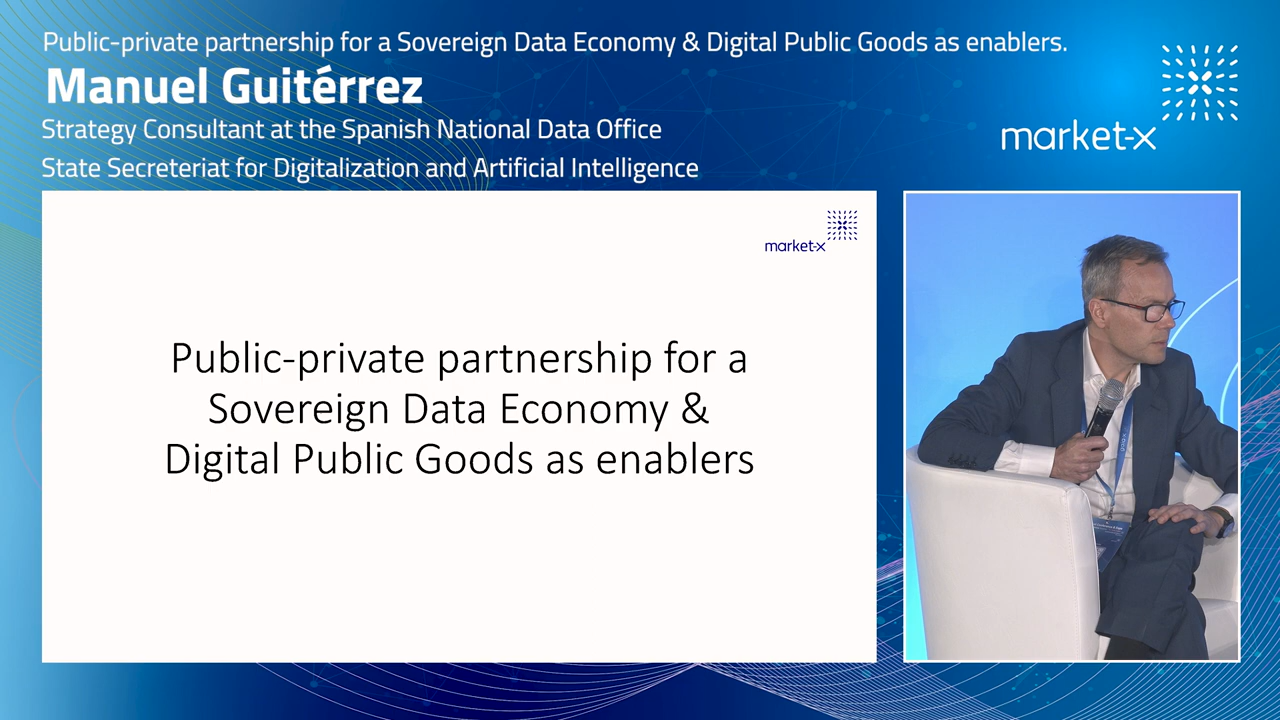 Public-private partnership for a Sovereign Data Economy & Digital Public Goods as enablers.
Manuel Guitérrez
Strategy Consultant at the Spanish National Data Office
State Secreteriat for Digitalization and Artificial Intelligence
market-x
market-x
Public-private partnership for a
Sovereign Data Economy &
Digital Public Goods as enablers